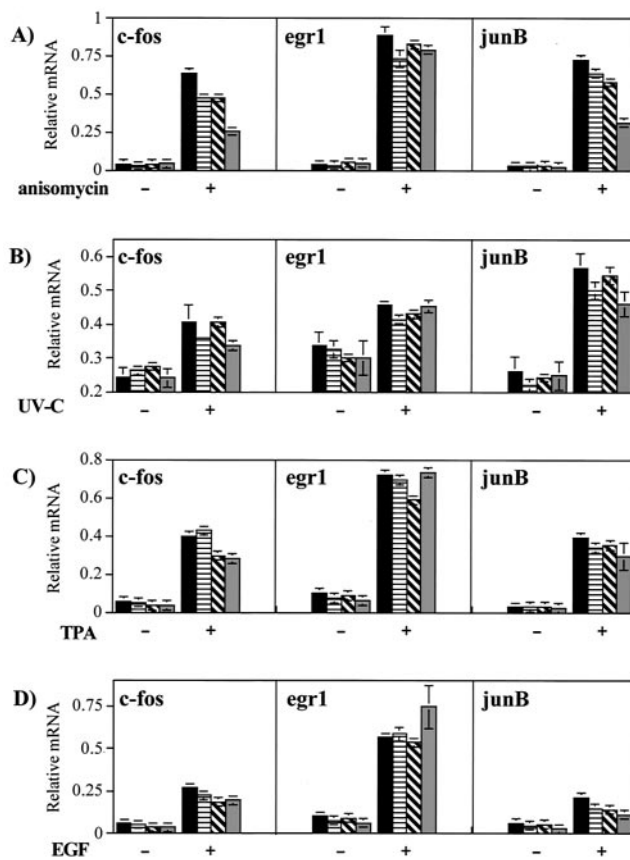 A)
c-fos egr1 junB
Relative mRNA
1
0.75
0.5
0.25
0
anisomycin - + - + - +
B)
c-fos egr1 junB
Relative mRNA
0.6
0.5
0.4
0.3
0.2
UV-C - + - + - +
C)
c-fos egr1 junB
Relative mRNA
0.8
0.6
0.4
0.2
0
TPA - + - + - +
D)
c-fos egr1 junB
Relative mRNA
0.75
0.5
0.25
0
EGF - + - + - +